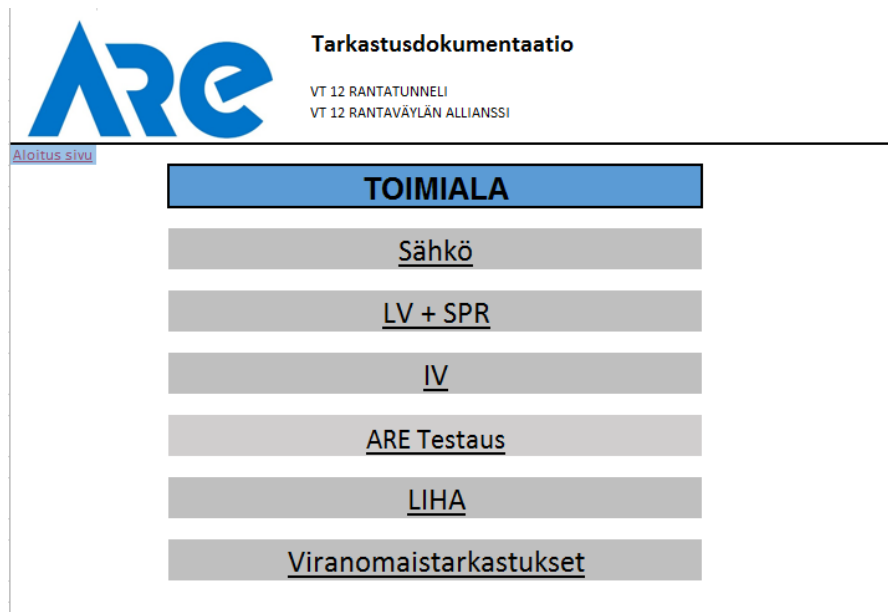 ARE
Tarkastusdokumentaatio
VT 12 RANTATUNNELI
VT 12 RANTAVÄYLÄN ALLIANSSI
Aloitus sivu
TOIMIALA
Sähkö
LV + SPR
IV
ARE Testaus
LIHA
Viranomaistarkastukset